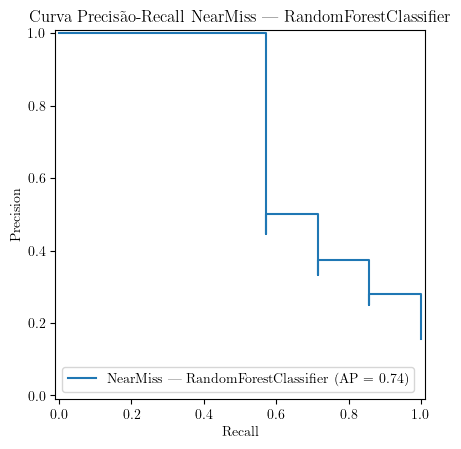 Curva Precisão-Recall NearMiss — RandomForestClassifier
1.0
0.8
0.6
0.4
0.2
0.0
Precision
NearMiss — RandomForestClassifier (AP = 0.74)
0.0 0.2 0.4 0.6 0.8 1.0
Recall